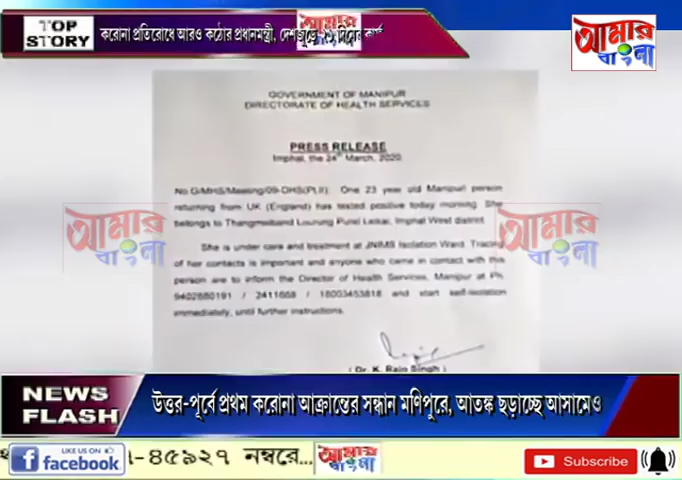 TOP STORY
করোনা প্রতিরোধে আরও কঠোর প্রধানমন্ত্রী, দেশজুড়ে
আমার বাংলা
GOVERNMENT OF MANIPUR
DIRECTORATE OF HEALTH SERVICES
PRESS RELEASE
Imphal, the 24th March, 2020
No.G/MHS/Meeting/09-DHS(Pt.II): One 23 year old Manipuri person
returning from UK (England) has tested positive today morning. She
belongs to Thangmeiband Lourung Purel Leikai, Imphal West district.
She is under care and treatment at JNIMS Isolation Ward. Tracing
of her contacts is important and anyone who came in contact with this
person are to inform the Director of Health Services, Manipur at Ph.
9402880191 / 2411668 / 18003453818 and start self-isolation
immediately, until further instructions.
(Dr. K. Rajo Singh)
আমার বাংলা
আমার বাংলা
NEWS FLASH
উত্তর-পূর্বে প্রথম করোনা আক্রান্তের সন্ধান মণিপুরে, আতঙ্ক ছড়াচ্ছে আসামেও
LIKE US ON
facebook
-৪৫৯২৭ নম্বরে...
আমার বাংলা
Subscribe